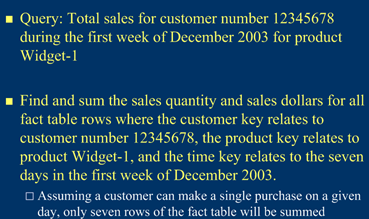 Query: Total sales for customer number 12345678
during the first week of December 2003 for product
Widget-1
Find and sum the sales quantity and sales dollars for all
fact table rows where the customer key relates to
customer number 12345678, the product key relates to
product Widget-1, and the time key relates to the seven
days in the first week of December 2003.
Assuming a customer can make a single purchase on a given
day, only seven rows of the fact table will be summed